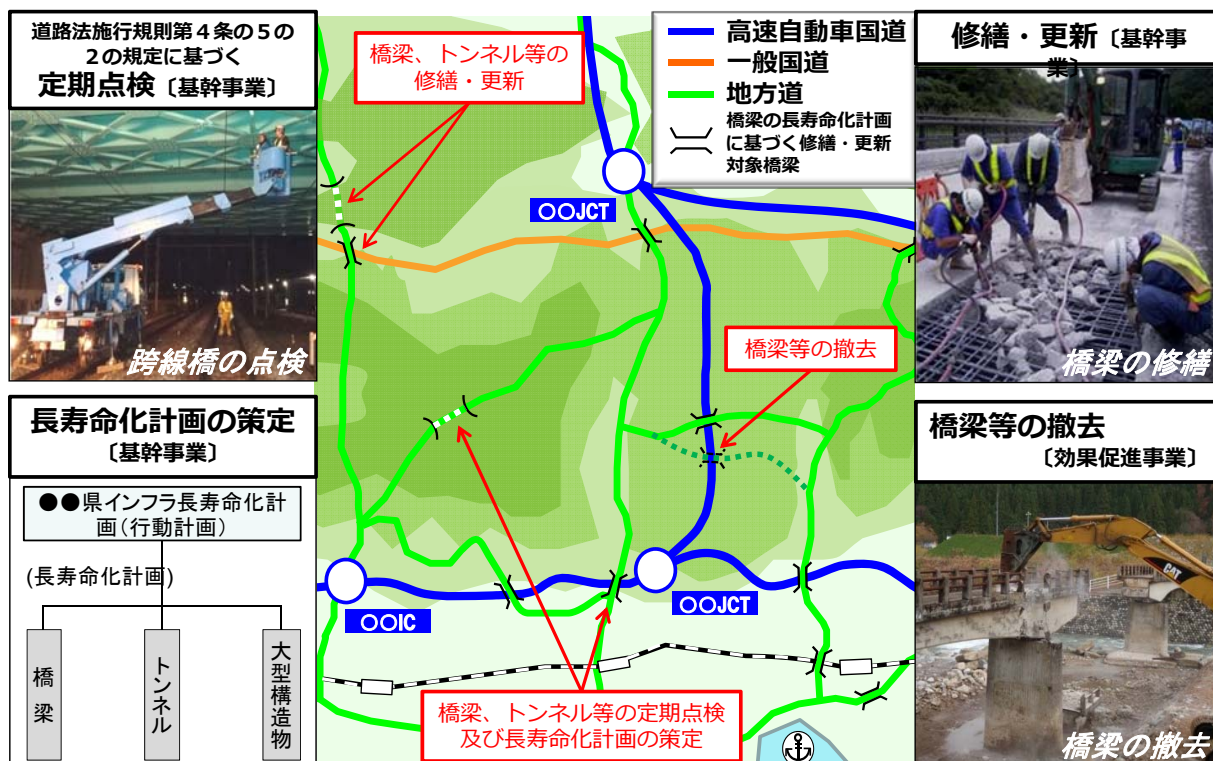 道路法施行規則第４条の５の
２の規定に基づく
定期点検〔基幹事業〕
跨線橋の点検
長寿命化計画の策定
〔基幹事業〕
●●県インフラ長寿命化計
画(行動計画)
(長寿命化計画)
橋梁
トンネル
大型構造物
橋梁、トンネル等の
修繕・更新
高速自動車国道
一般国道
地方道
橋梁の長寿命化計画
に基づく修繕・更新
対象橋梁
○○JCT
橋梁等の撤去
○○IC
○○JCT
橋梁、トンネル等の定期点検
及び長寿命化計画の策定
修繕・更新〔基幹事
業〕
橋梁の修繕
橋梁等の撤去
〔効果促進事業〕
CAT
橋梁の撤去